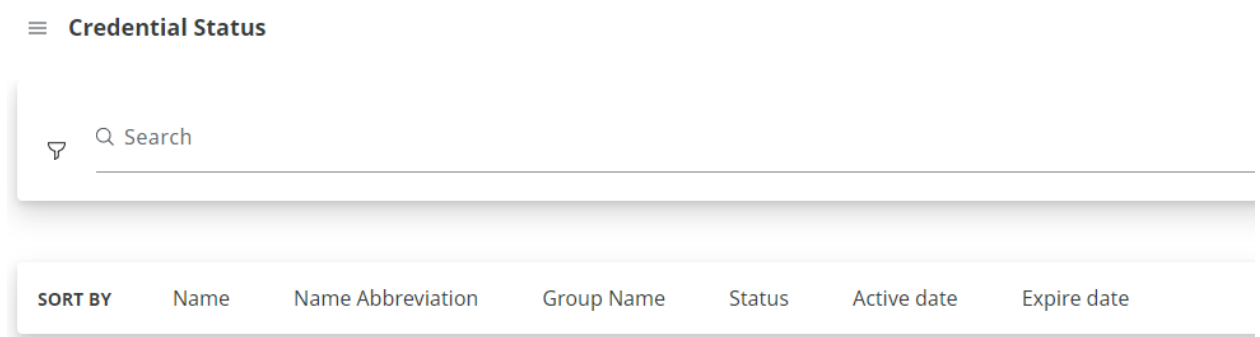 Credential Status
Search
SORT BY Name Name Abbreviation Group Name Status Active date Expire date